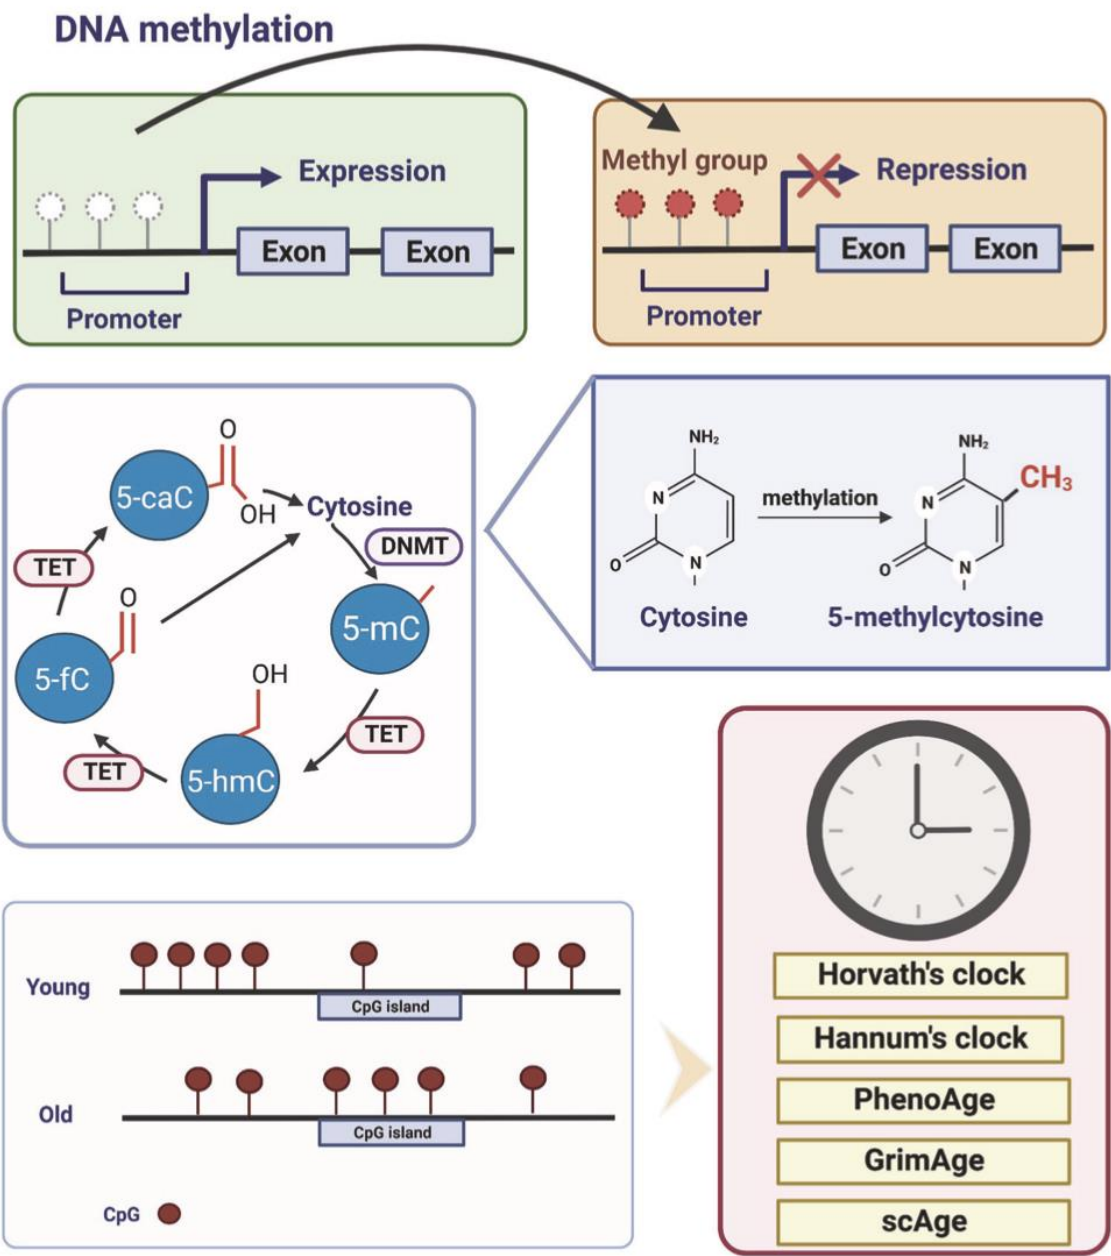 DNA methylation
Expression
Exon
Exon
Promoter
Methyl group
Repression
Exon
Exon
Promoter
O
5-caC
OH
Cytosine
DNMT
TET
O
5-mC
5-fC
OH
TET
TET
5-hmC
NH₂
N
O
N
Cytosine
methylation
NH₂
CH₃
N
O
N
5-methylcytosine
Young
CpG island
Old
CpG island
CpG
Horvath's clock
Hannum's clock
PhenoAge
GrimAge
scAge